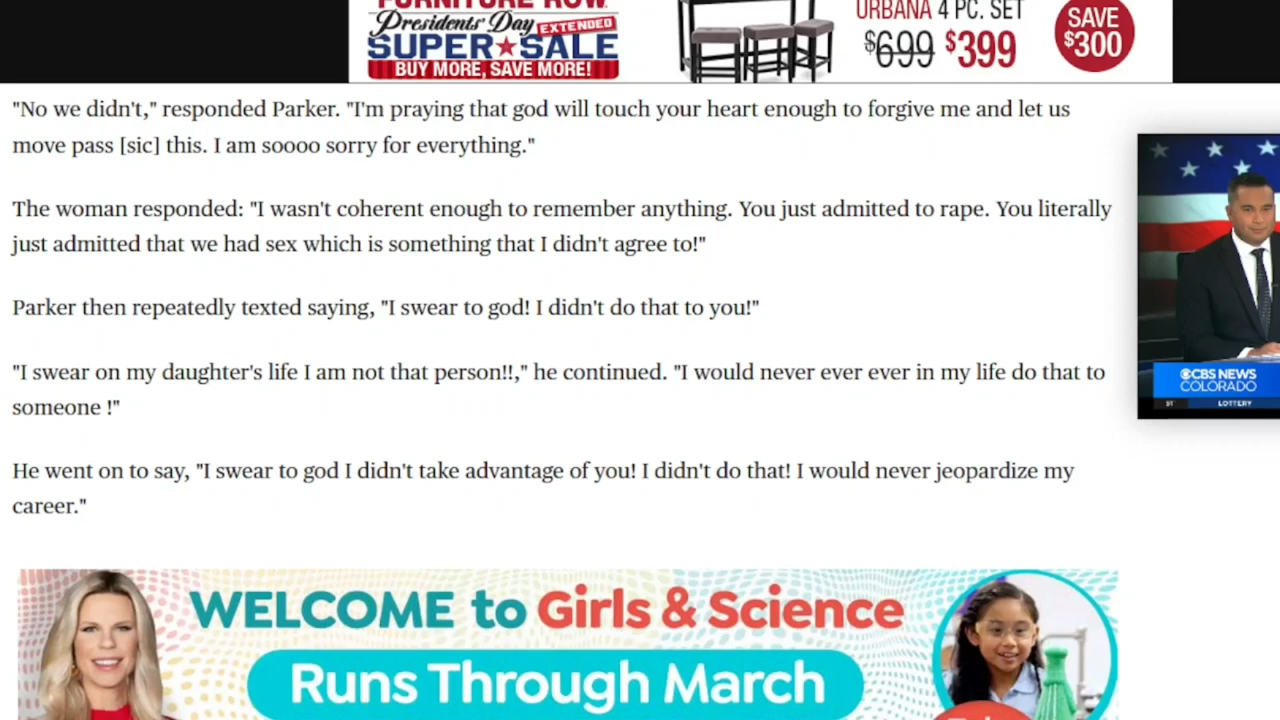 FURNITURE ROW
Presidents' Day EXTENDED
SUPER SALE
BUY MORE, SAVE MORE!
URBANA 4 PC. SET
$699 $399
SAVE
$300
"No we didn't," responded Parker. "I'm praying that god will touch your heart enough to forgive me and let us
move pass [sic] this. I am soooo sorry for everything."
The woman responded: "I wasn't coherent enough to remember anything. You just admitted to rape. You literally
just admitted that we had sex which is something that I didn't agree to!"
Parker then repeatedly texted saying, "I swear to god! I didn't do that to you!"
"I swear on my daughter's life I am not that person!!," he continued. "I would never ever ever in my life do that to
someone !"
He went on to say, "I swear to god I didn't take advantage of you! I didn't do that! I would never jeopardize my
career."
CBS NEWS
COLORADO
51°
LOTTERY
WELCOME to Girls & Science
Runs Through March